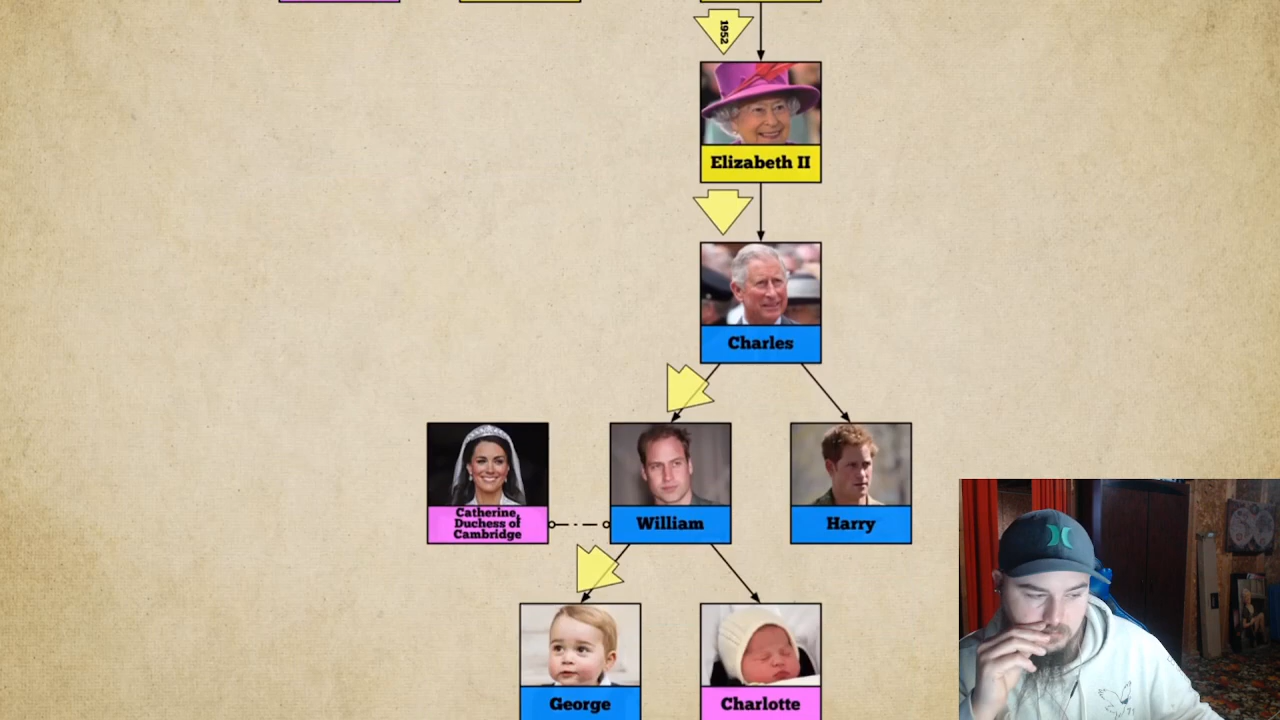 1952
Elizabeth II
Charles
Catherine,
Duchess of
Cambridge
William
Harry
George
Charlotte